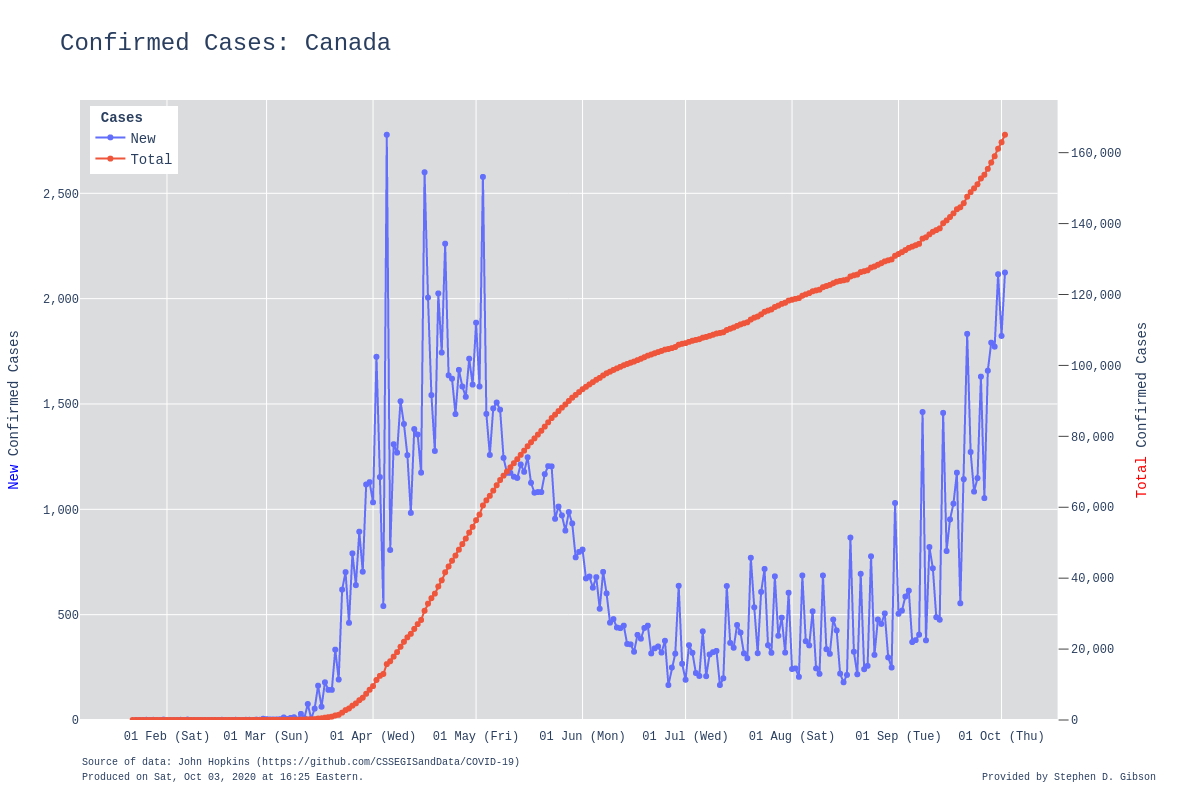 Confirmed Cases: Canada
Cases
New
Total
2,500
2,000
1,500
1,000
500
0
160,000
140,000
120,000
100,000
80,000
60,000
40,000
20,000
0
New Confirmed Cases
Total Confirmed Cases
01 Feb (Sat) 01 Mar (Sun) 01 Apr (Wed) 01 May (Fri) 01 Jun (Mon) 01 Jul (Wed) 01 Aug (Sat) 01 Sep (Tue) 01 Oct (Thu)
Source of data: John Hopkins (https://github.com/CSSEGISandData/COVID-19)
Produced on Sat, Oct 03, 2020 at 16:25 Eastern.
Provided by Stephen D. Gibson